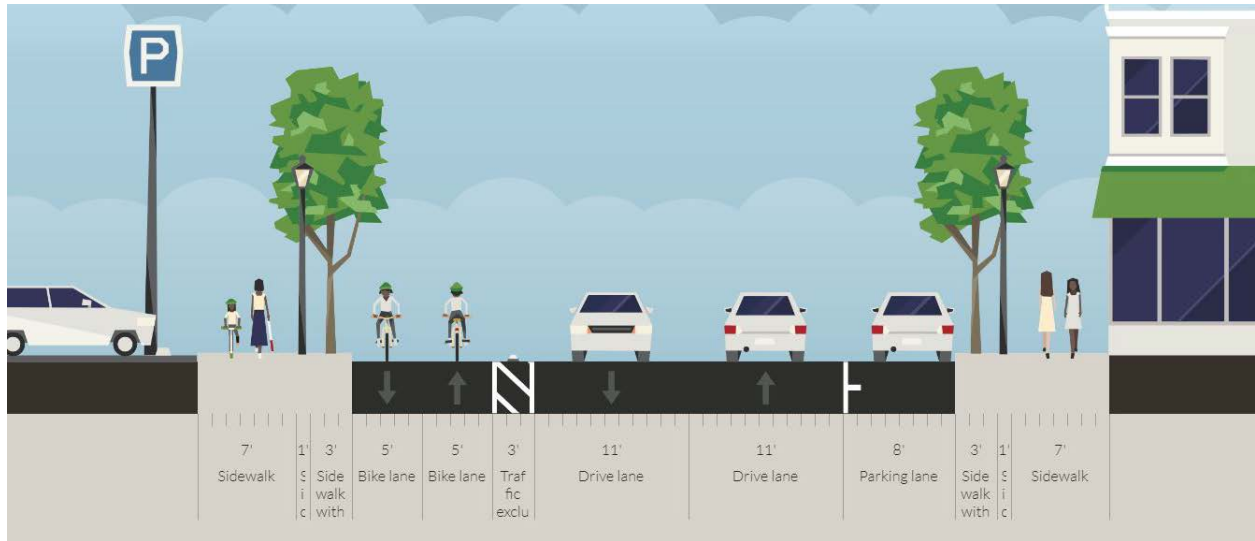 P
7' 1' 3' 5' 5' 3' 11' 11' 8' 3' 1' 7'
Sidewalk S Side Bike lane Bike lane Traf Drive lane Drive lane Parking lane Side S Sidewalk
i walk fic walk i
c with exclu with c